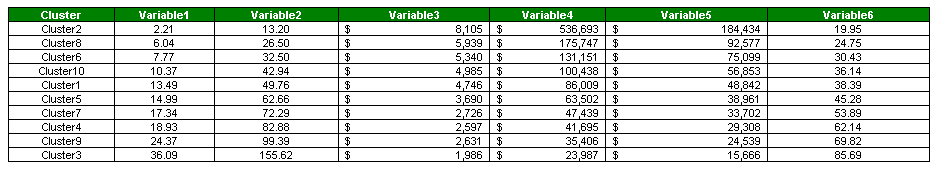 Cluster Variable1 Variable2 Variable3 Variable4 Variable5 Variable6
Cluster2 2.21 13.20 $ 8,105 $ 536,693 $ 184,434 19.95
Cluster8 6.04 26.50 $ 5,939 $ 175,747 $ 92,577 24.75
Cluster6 7.77 32.50 $ 5,340 $ 131,151 $ 75,099 30.43
Cluster10 10.37 42.94 $ 4,985 $ 100,438 $ 56,853 36.14
Cluster1 13.49 49.76 $ 4,746 $ 86,009 $ 48,842 38.39
Cluster5 14.99 62.66 $ 3,690 $ 63,502 $ 38,961 45.28
Cluster7 17.34 72.29 $ 2,726 $ 47,439 $ 33,702 53.89
Cluster4 18.93 82.88 $ 2,597 $ 41,695 $ 29,308 62.14
Cluster9 24.37 99.39 $ 2,631 $ 35,406 $ 24,539 69.82
Cluster3 36.09 155.62 $ 1,986 $ 23,987 $ 15,666 85.69